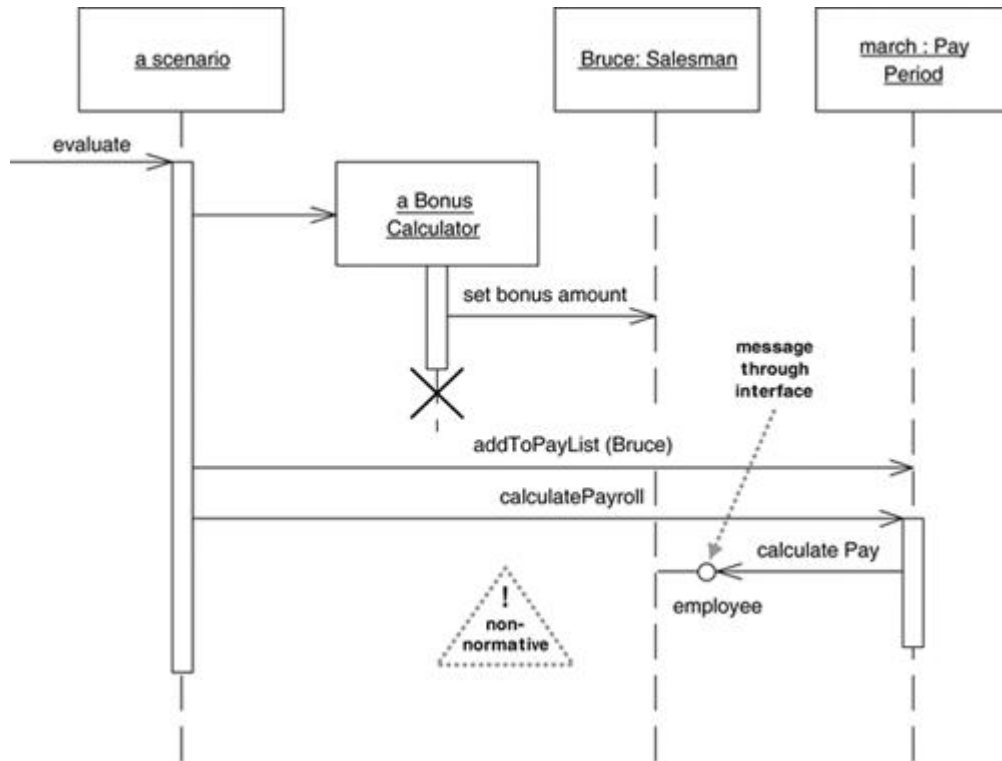 a scenario
Bruce: Salesman
march : Pay
Period
evaluate
a Bonus
Calculator
set bonus amount
message
through
interface
addToPayList (Bruce)
calculatePayroll
calculate Pay
employee
!
non-
normative